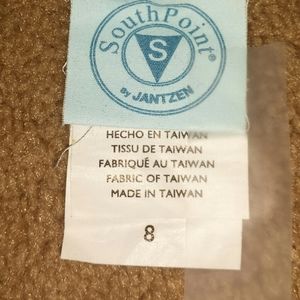 SouthPoint®
S
BY JANTZEN
HECHO EN TAIWAN
TISSU DE TAIWAN
FABRIQUÉ AU TAIWAN
FABRIC OF TAIWAN
MADE IN TAIWAN
8